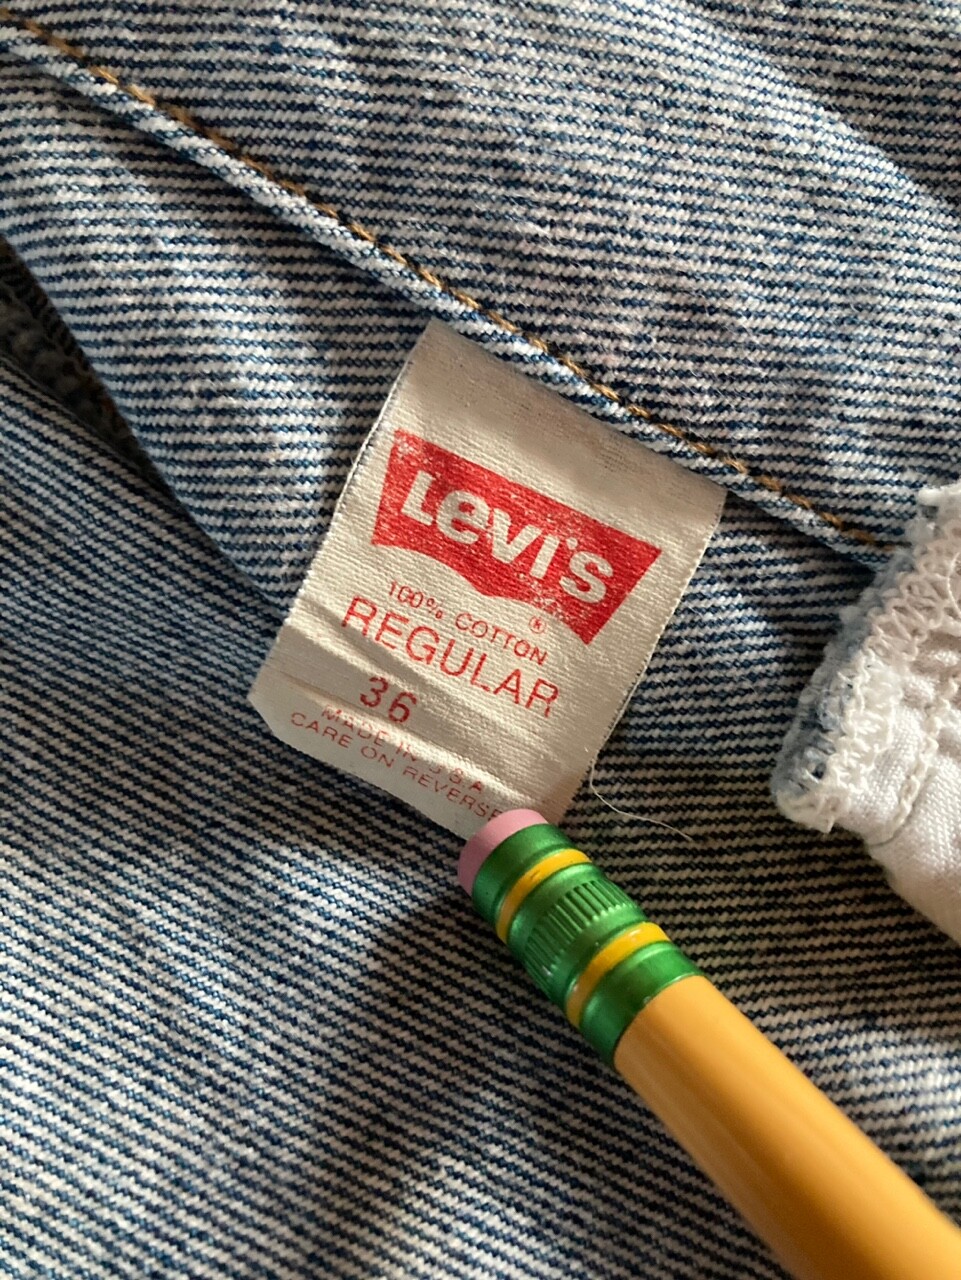 Levi's
®
100% COTTON
REGULAR
36
MADE IN U.S.A
CARE ON REVERSE